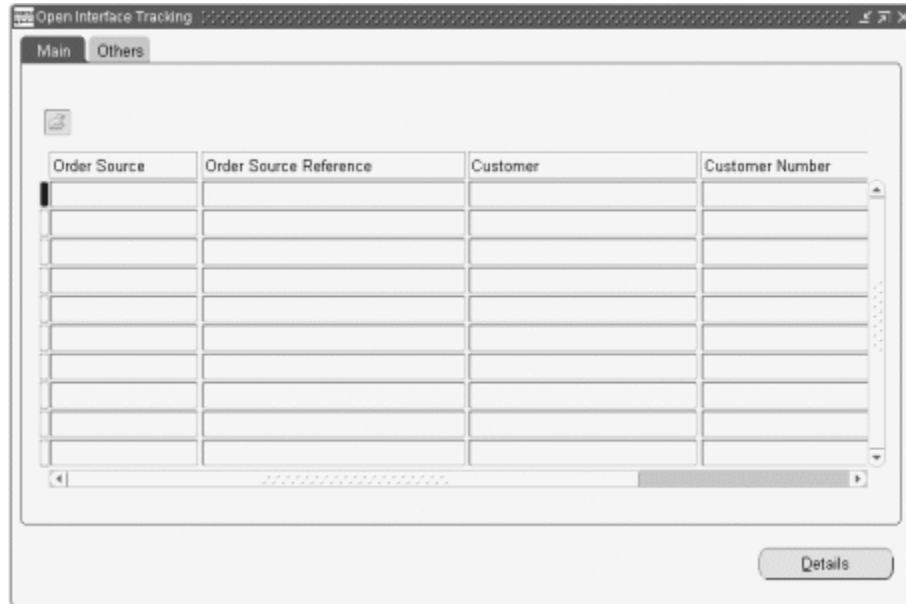 Open Interface Tracking
Main Others
Order Source Order Source Reference Customer Customer Number
Details